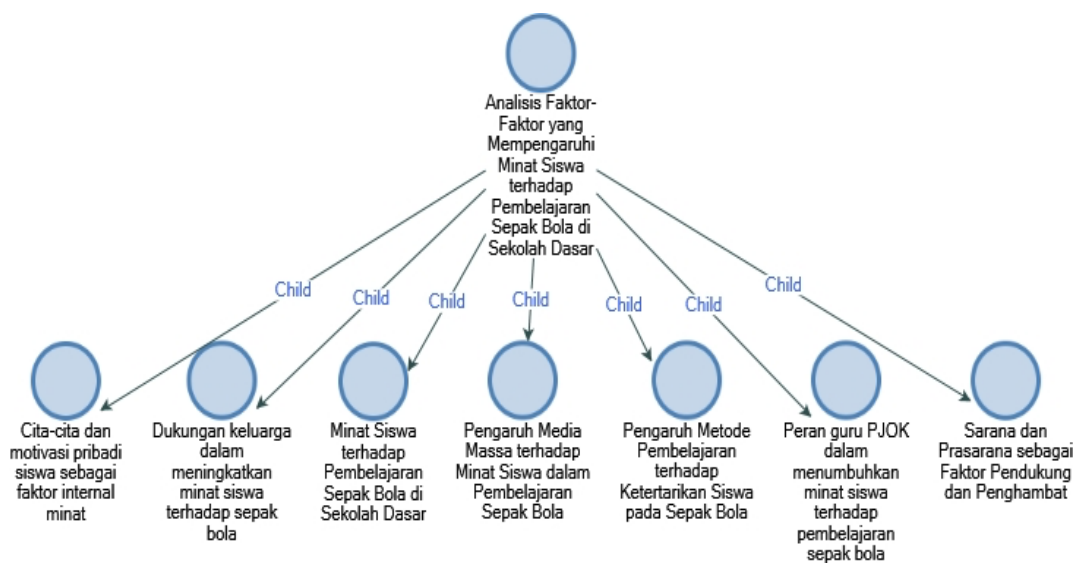 Analisis Faktor-
Faktor yang
Mempengaruhi
Minat Siswa
terhadap
Pembelajaran
Sepak Bola di
Sekolah Dasar
Child
Child
Child
Child
Child
Child
Child
Cita-cita dan
motivasi pribadi
siswa sebagai
faktor internal
minat
Dukungan keluarga
dalam
meningkatkan
minat siswa
terhadap sepak
bola
Minat Siswa
terhadap
Pembelajaran
Sepak Bola di
Sekolah Dasar
Pengaruh Media
Massa terhadap
Minat Siswa dalam
Pembelajaran
Sepak Bola
Pengaruh Metode
Pembelajaran
terhadap
Ketertarikan Siswa
pada Sepak Bola
Peran guru PJOK
dalam
menumbuhkan
minat siswa
terhadap
pembelajaran
sepak bola
Sarana dan
Prasarana sebagai
Faktor Pendukung
dan Penghambat